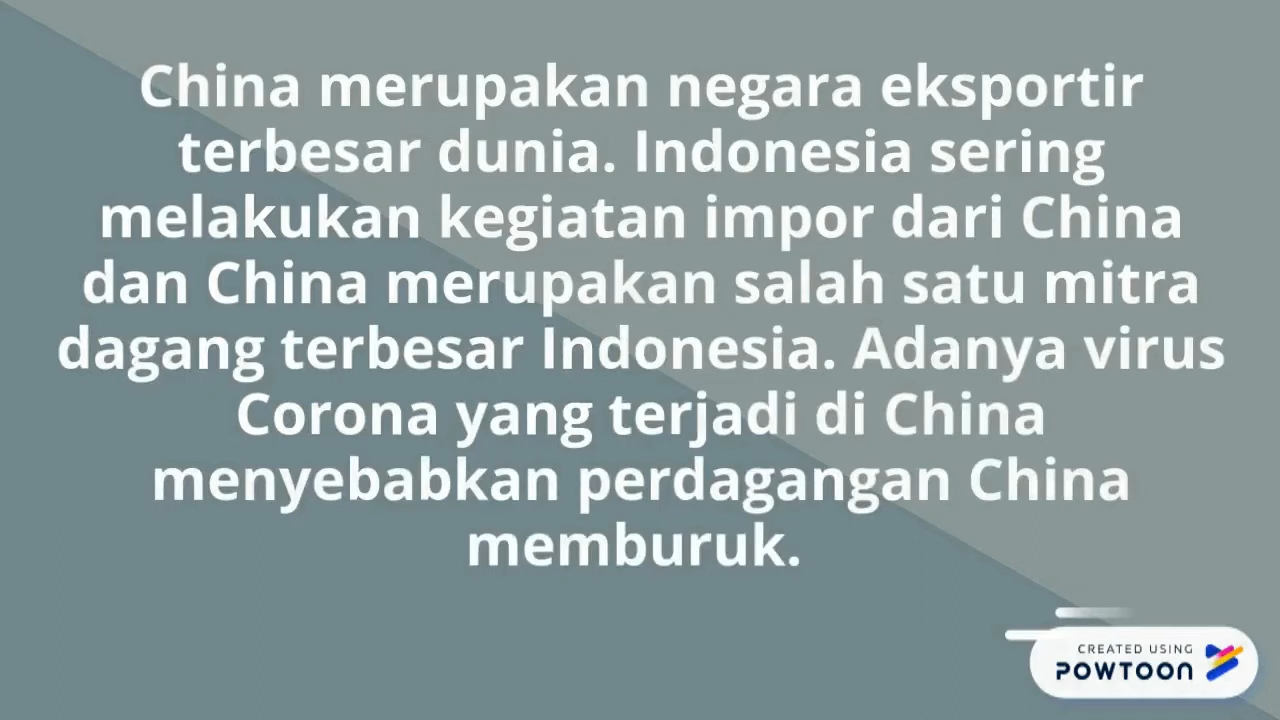 China merupakan negara eksportir
terbesar dunia. Indonesia sering
melakukan kegiatan impor dari China
dan China merupakan salah satu mitra
dagang terbesar Indonesia. Adanya virus
Corona yang terjadi di China
menyebabkan perdagangan China
memburuk.
CREATED USING
POWTOON